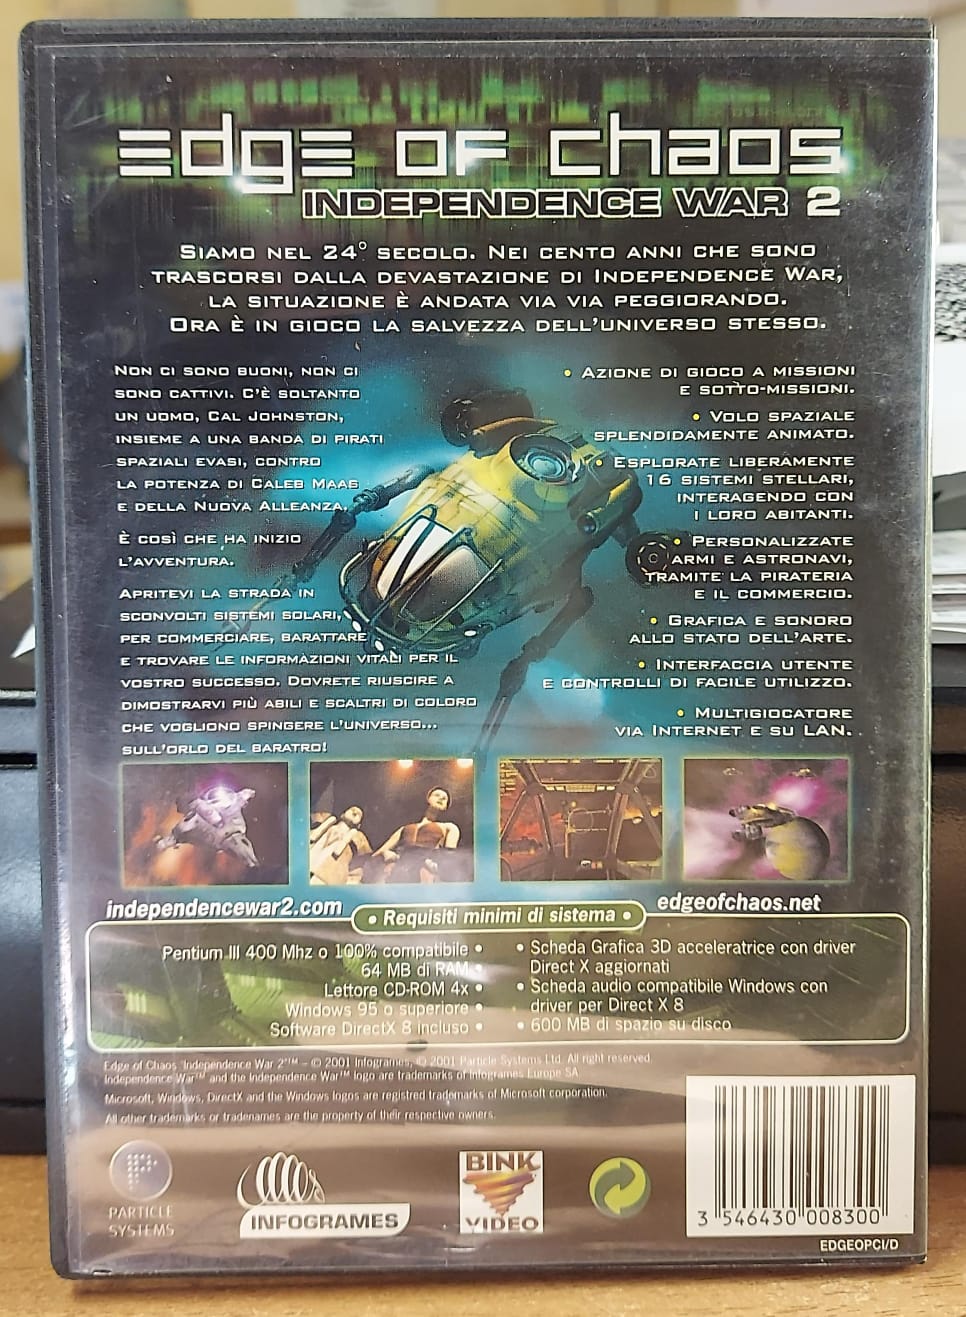 Edge of Chaos
INDEPENDENCE WAR 2
Siamo nel 24° secolo. Nei cento anni che sono
trascorsi dalla devastazione di Independence War,
la situazione è andata via via peggiorando.
Ora è in gioco la salvezza dell'universo stesso.
Non ci sono buoni, non ci
sono cattivi. C'è soltanto
un uomo, Cal Johnston,
insieme a una banda di pirati
spaziali evasi, contro
la potenza di Caleb Maas
e della Nuova Alleanza.
È così che ha inizio
l'avventura.
Apritevi la strada in
sconvolti sistemi solari,
per commerciare, barattare
e trovare le informazioni vitali per il
vostro successo. Dovrete riuscire a
dimostrarvi più abili e scaltri di coloro
che vogliono spingere l'universo...
sull'orlo del baratro!
• Azione di gioco a missioni
e sotto-missioni.
• Volo spaziale
splendidamente animato.
• Esplorate liberamente
16 sistemi stellari,
interagendo con
i loro abitanti.
• Personalizzate
armi e astronavi,
tramite la pirateria
e il commercio.
• Grafica e sonoro
allo stato dell'arte.
• Interfaccia utente
e controlli di facile utilizzo.
• Multigiocatore
via Internet e su LAN.
independencewar2.com
edgeofchaos.net
• Requisiti minimi di sistema •
Pentium III 400 Mhz o 100% compatibile •
64 MB di RAM •
Lettore CD-ROM 4x •
Windows 95 o superiore •
Software DirectX 8 incluso •
• Scheda Grafica 3D acceleratrice con driver
Direct X aggiornati
• Scheda audio compatibile Windows con
driver per Direct X 8
• 600 MB di spazio su disco
Edge of Chaos "Independence War 2"™ – © 2001 Infogrames, © 2001 Particle Systems Ltd. All right reserved.
Independence War™ and the Independence War™ logo are trademarks of Infogrames Europe SA.
Microsoft, Windows, DirectX and the Windows logos are registred trademarks of Microsoft corporation.
All other trademarks or tradenames are the property of their respective owners.
PARTICLE
SYSTEMS
INFOGRAMES
BINK
VIDEO
3 546430 008300
EDGEOPCI/D